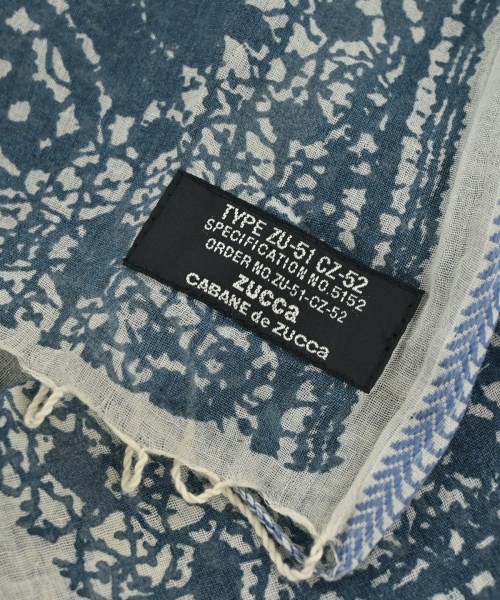 TYPE ZU-51 CZ-52
SPECIFICATION NO.5152
ORDER NO.ZU-51-CZ-52
zucca
CABANE de ZUCCa